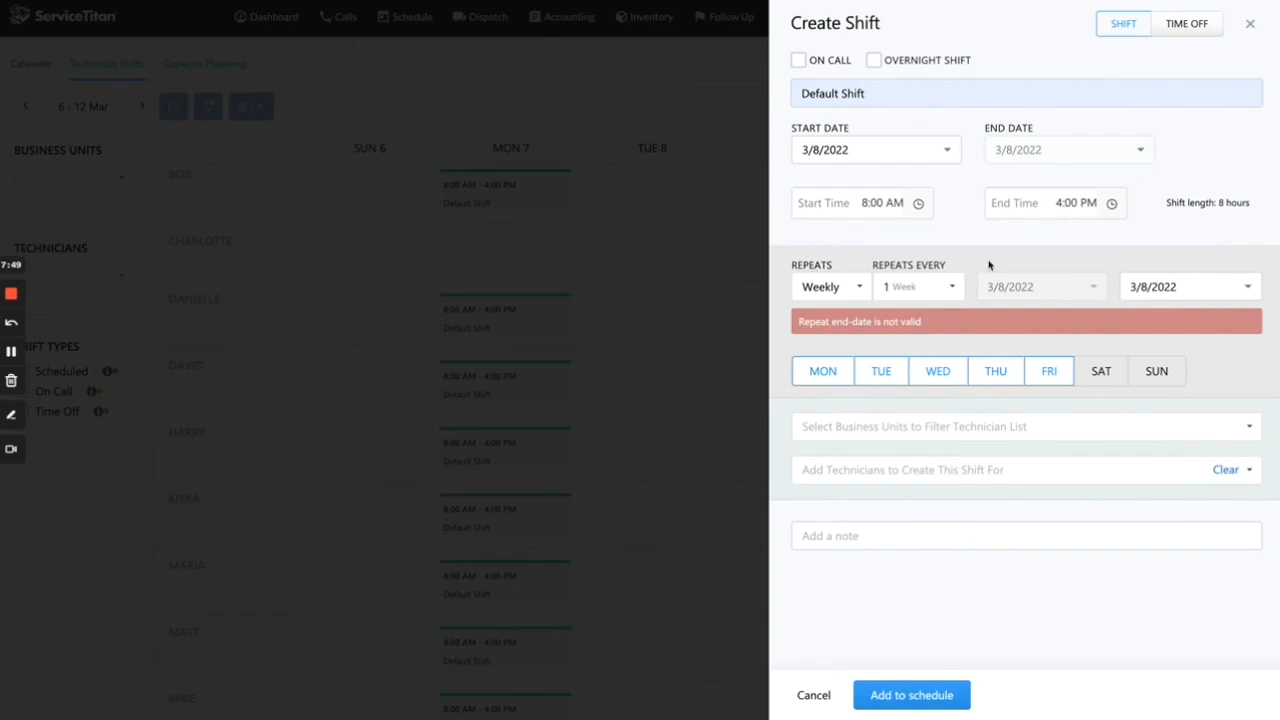 ServiceTitan
Dashboard
Calls
Schedule
Dispatch
Accounting
Inventory
Follow Up
Calendar
Technician Shifts
Capacity Planning
6 - 12 Mar
BUSINESS UNITS
TECHNICIANS
7:49
SHIFT TYPES
Scheduled
On Call
Time Off
SUN 6
MON 7
TUE 8
BOB
8:00 AM - 4:00 PM
Default Shift
CHARLOTTE
DANIELLE
8:00 AM - 4:00 PM
Default Shift
DAVID
8:00 AM - 4:00 PM
Default Shift
HARRY
8:00 AM - 4:00 PM
Default Shift
KIERA
8:00 AM - 4:00 PM
Default Shift
MARIA
8:00 AM - 4:00 PM
Default Shift
MATT
8:00 AM - 4:00 PM
Default Shift
MIKE
8:00 AM - 4:00 PM
Create Shift
SHIFT
TIME OFF
ON CALL
OVERNIGHT SHIFT
Default Shift
START DATE
END DATE
3/8/2022
3/8/2022
Start Time 8:00 AM
End Time 4:00 PM
Shift length: 8 hours
REPEATS
REPEATS EVERY
Weekly
1 Week
3/8/2022
3/8/2022
Repeat end-date is not valid
MON
TUE
WED
THU
FRI
SAT
SUN
Select Business Units to Filter Technician List
Add Technicians to Create This Shift For
Clear
Add a note
Cancel
Add to schedule